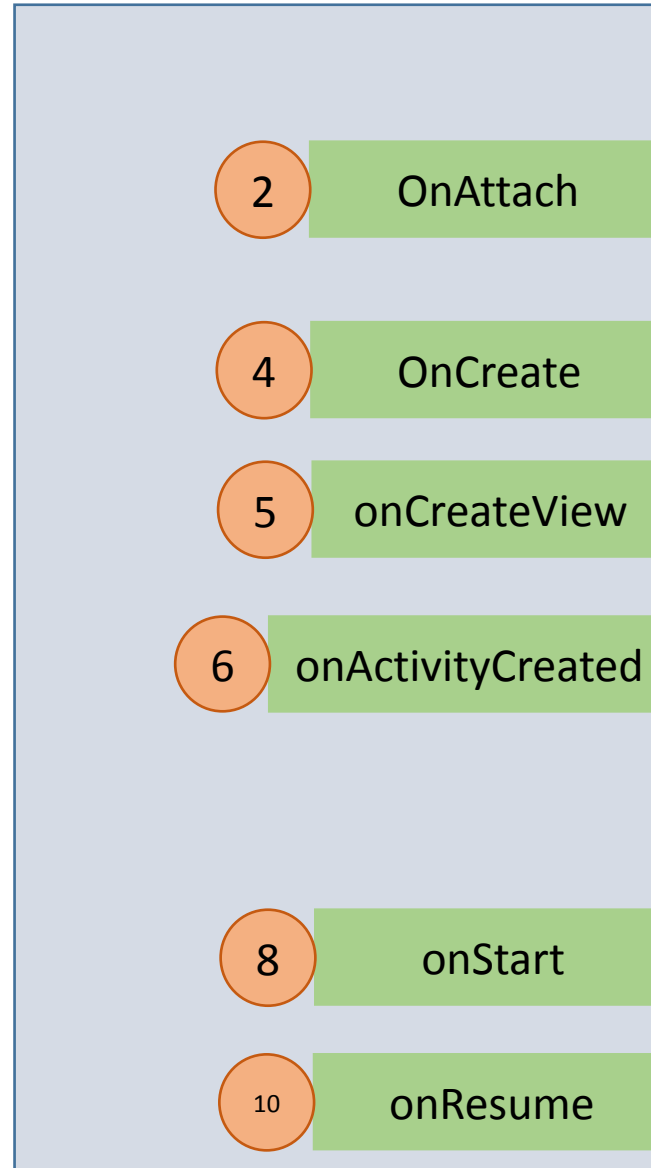 2 OnAttach
4 OnCreate
5 onCreateView
6 onActivityCreated
8 onStart
10 onResume